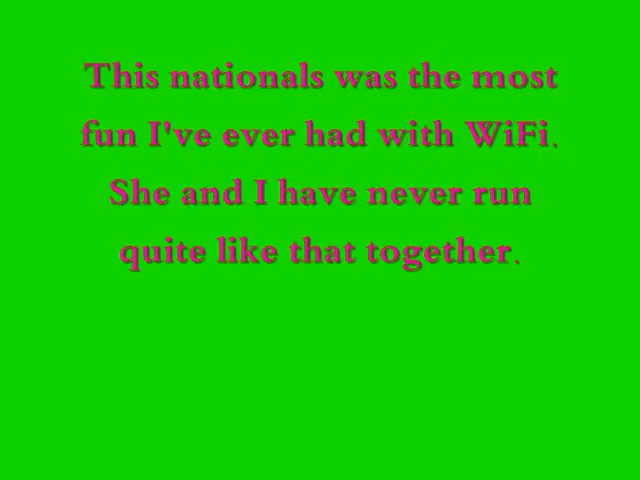 This nationals was the most
fun I've ever had with WiFi.
She and I have never run
quite like that together.